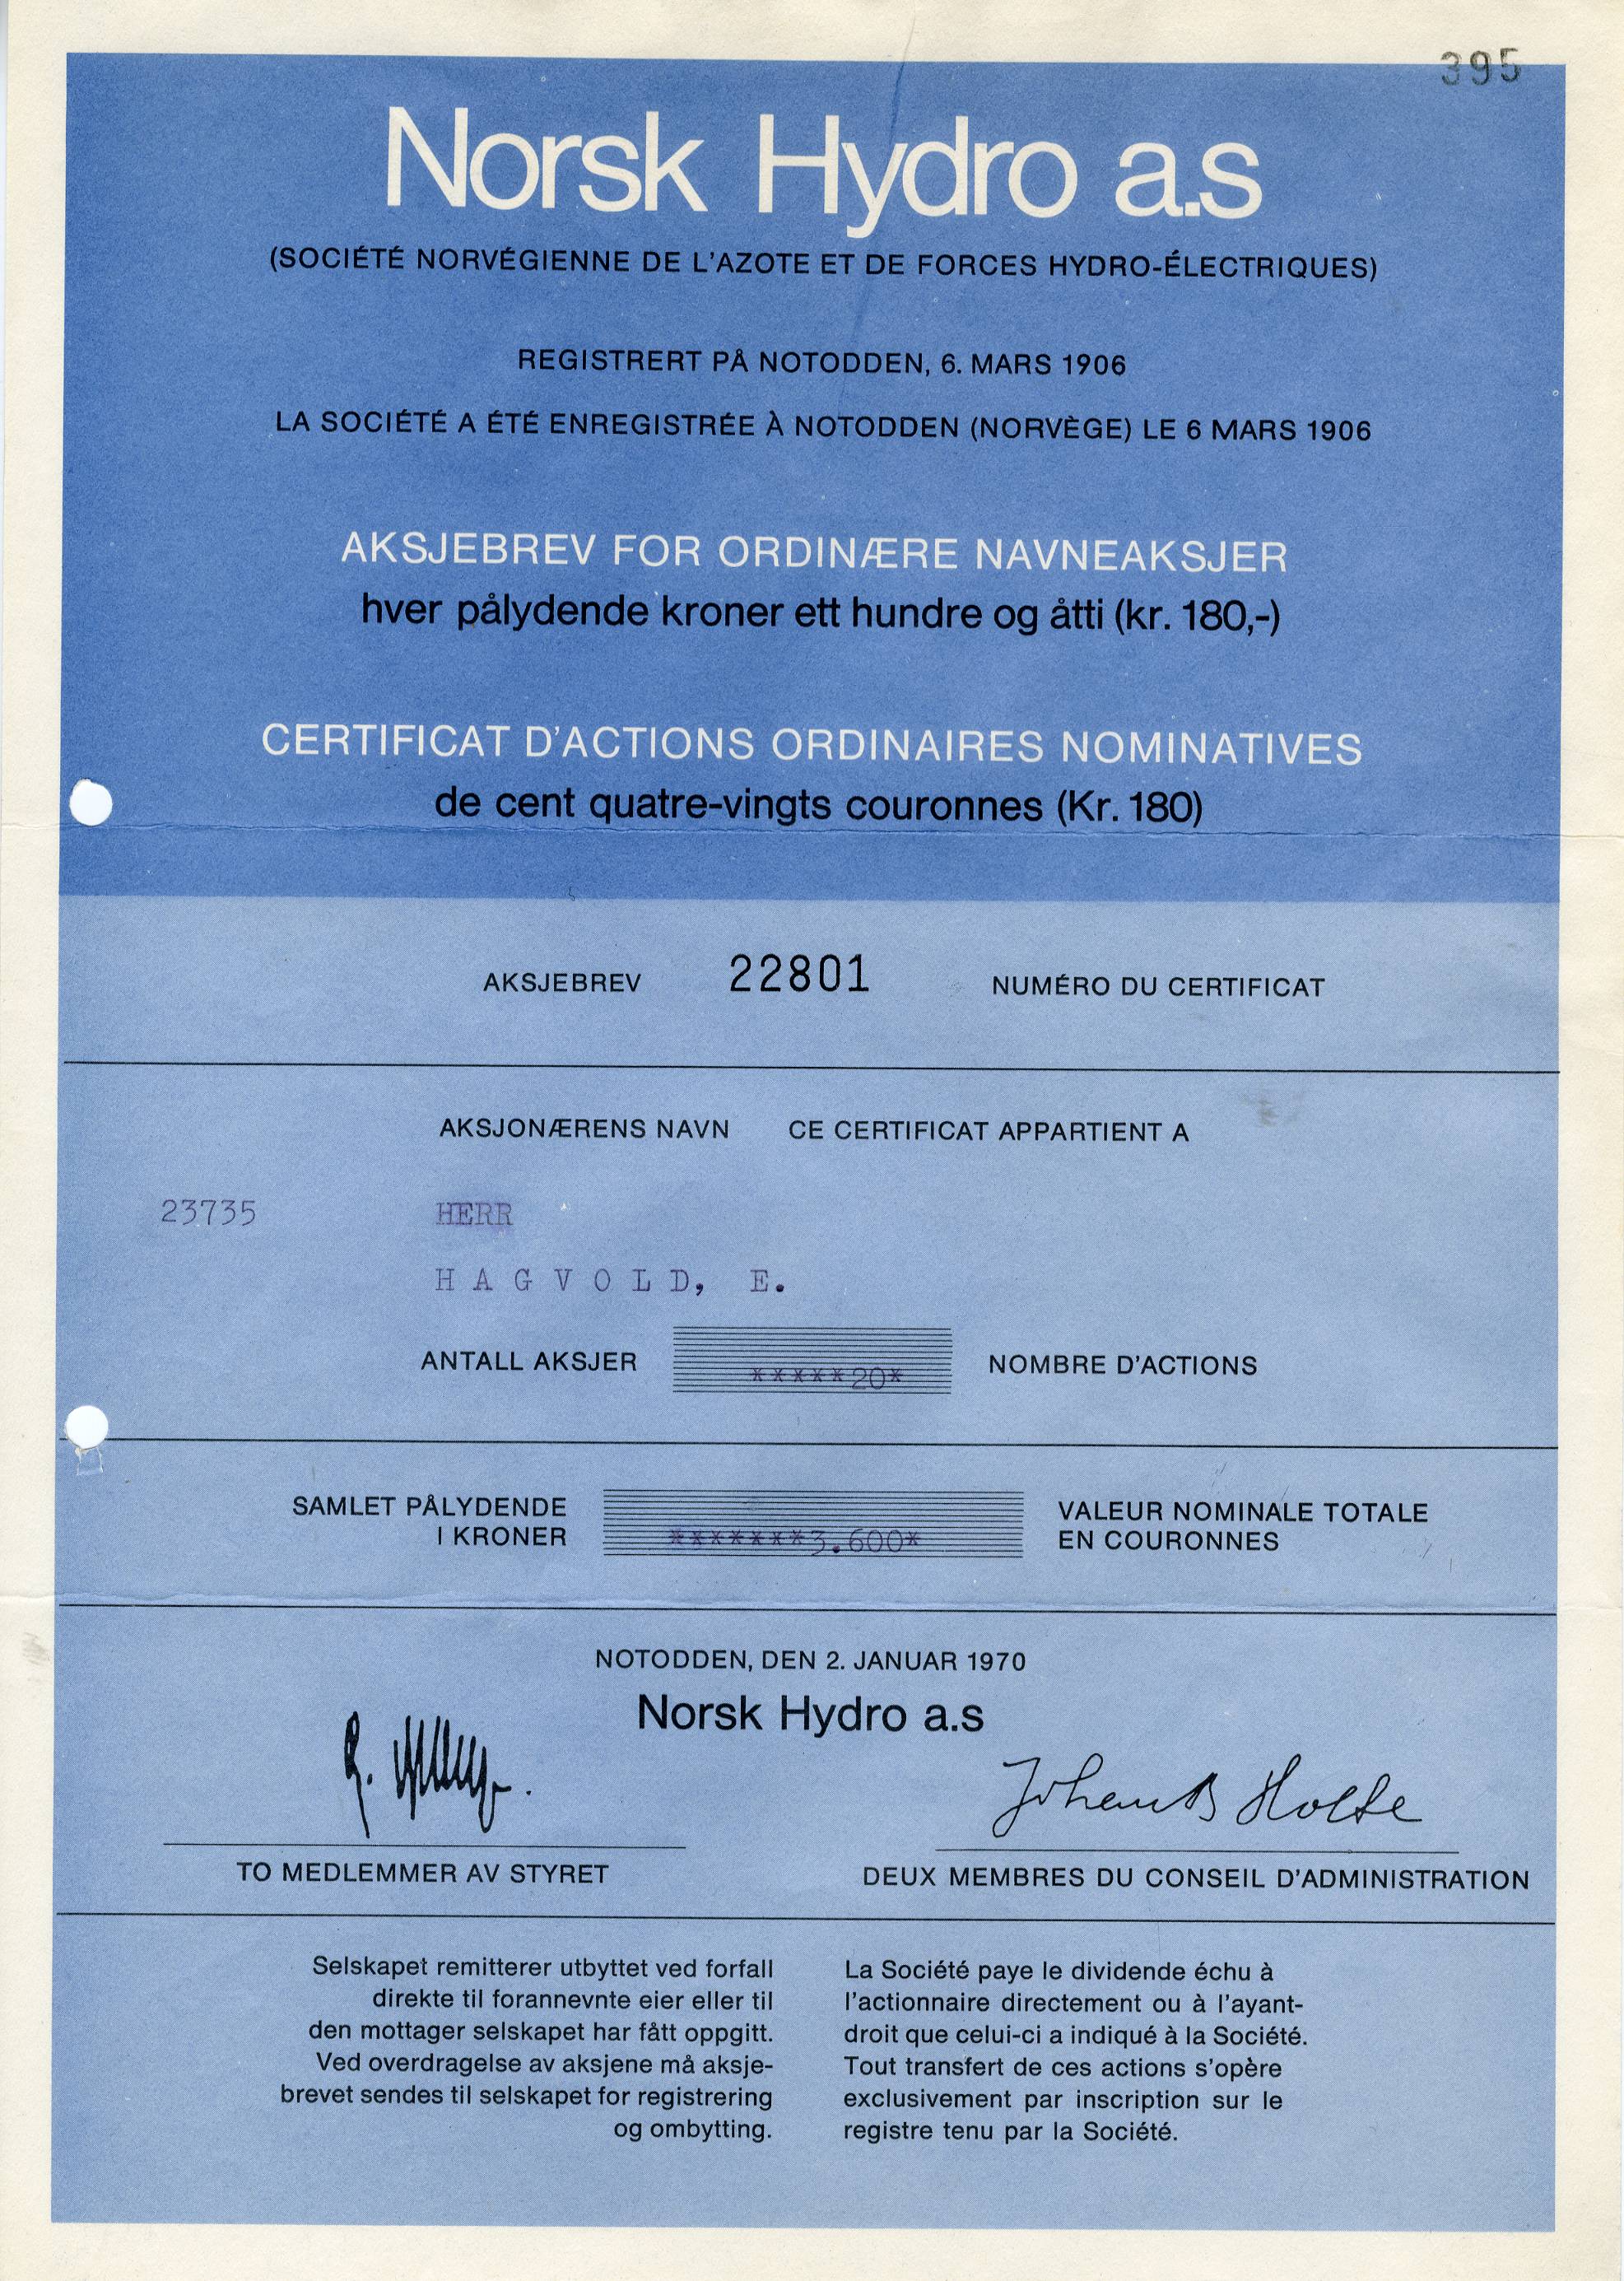 395
Norsk Hydro a.s
(SOCIÉTÉ NORVÉGIENNE DE L'AZOTE ET DE FORCES HYDRO-ÉLECTRIQUES)
REGISTRERT PÅ NOTODDEN, 6. MARS 1906
LA SOCIÉTÉ A ÉTÉ ENREGISTRÉE À NOTODDEN (NORVÈGE) LE 6 MARS 1906
AKSJEBREV FOR ORDINÆRE NAVNEAKSJER
hver pålydende kroner ett hundre og åtti (kr. 180,-)
CERTIFICAT D'ACTIONS ORDINAIRES NOMINATIVES
de cent quatre-vingts couronnes (Kr. 180)
AKSJEBREV 22801 NUMÉRO DU CERTIFICAT
AKSJONÆRENS NAVN CE CERTIFICAT APPARTIENT A
23735 HERR
HAGVOLD, E.
ANTALL AKSJER *****20* NOMBRE D'ACTIONS
SAMLET PÅLYDENDE
I KRONER
*******3.600*
VALEUR NOMINALE TOTALE
EN COURONNES
NOTODDEN, DEN 2. JANUAR 1970
Norsk Hydro a.s
Johan B Holte
TO MEDLEMMER AV STYRET
DEUX MEMBRES DU CONSEIL D'ADMINISTRATION
Selskapet remitterer utbyttet ved forfall
direkte til forannevnte eier eller til
den mottager selskapet har fått oppgitt.
Ved overdragelse av aksjene må aksje-
brevet sendes til selskapet for registrering
og ombytting.
La Société paye le dividende échu à
l'actionnaire directement ou à l'ayant-
droit que celui-ci a indiqué à la Société.
Tout transfert de ces actions s'opère
exclusivement par inscription sur le
registre tenu par la Société.